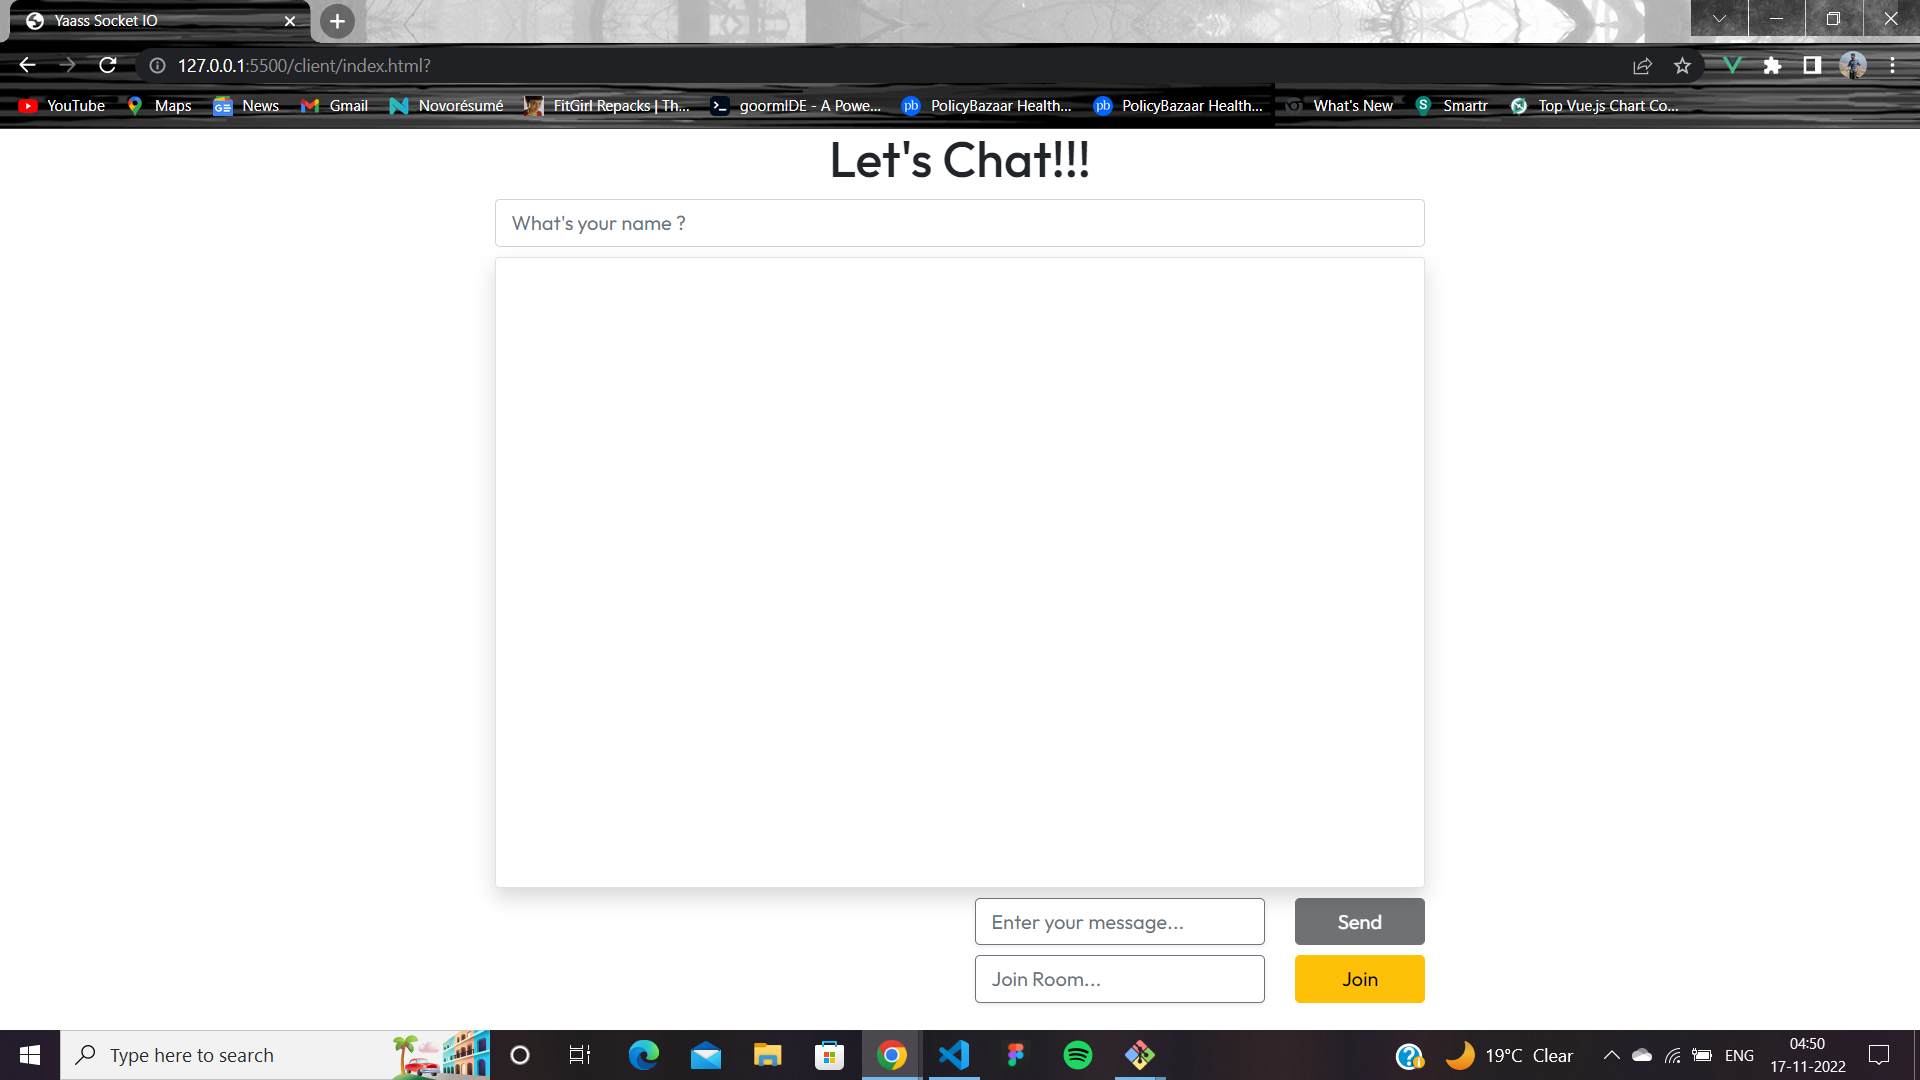 Yaass Socket IO
127.0.0.1:5500/client/index.html?
YouTube Maps News Gmail Novorésumé FitGirl Repacks | Th... goormIDE - A Powe... PolicyBazaar Health... PolicyBazaar Health... What's New Smartr Top Vue.js Chart Co...
Let's Chat!!!
What's your name ?
Enter your message...
Send
Join Room...
Join
Type here to search
19°C Clear
ENG
04:50
17-11-2022